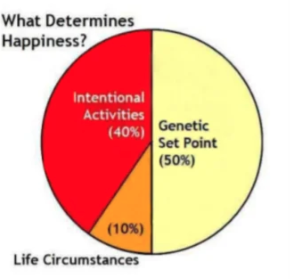 What Determines
Happiness?
Intentional
Activities
(40%)
Genetic
Set Point
(50%)
(10%)
Life Circumstances